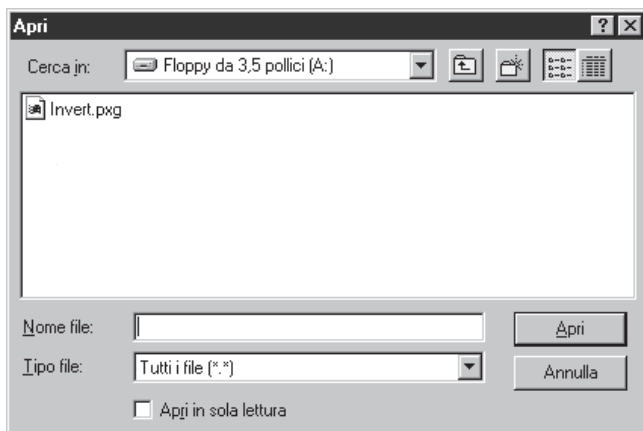 Apri
Cerca in: Floppy da 3,5 pollici (A:)
Invert.pxg
Nome file: Apri
Tipo file: Tutti i file (*.*) Annulla
Apri in sola lettura